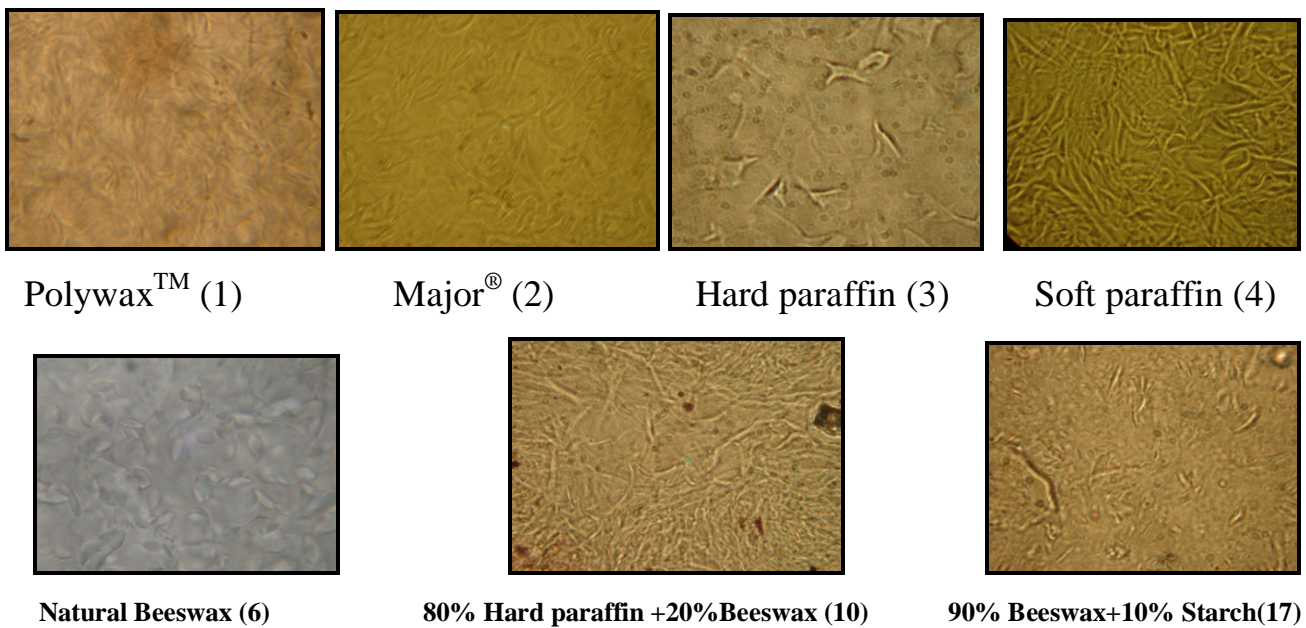 Polywax™ (1)
Major® (2)
Hard paraffin (3)
Soft paraffin (4)
Natural Beeswax (6)
80% Hard paraffin +20%Beeswax (10)
90% Beeswax+10% Starch(17)